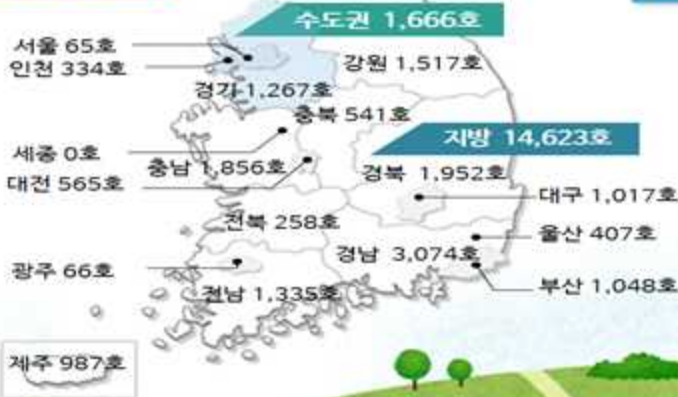 수도권 1,666호
서울 65호
인천 334호
강원 1,517호
경기 1,267호
충북 541호
지방 14,623호
세종 0호
충남 1,856호
경북 1,952호
대전 565호
대구 1,017호
전북 258호
울산 407호
경남 3,074호
광주 66호
전남 1,335호
부산 1,048호
제주 987호